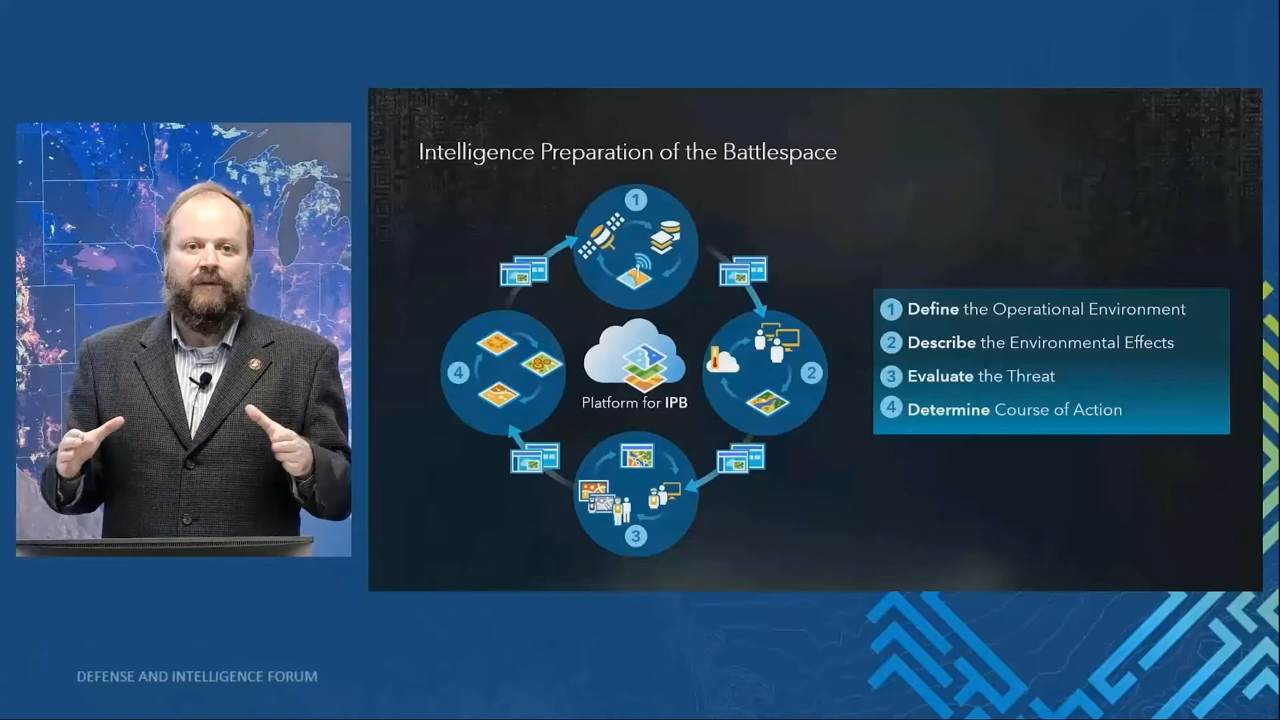 Intelligence Preparation of the Battlespace
1
2
3
4
Platform for IPB
1 Define the Operational Environment
2 Describe the Environmental Effects
3 Evaluate the Threat
4 Determine Course of Action
DEFENSE AND INTELLIGENCE FORUM